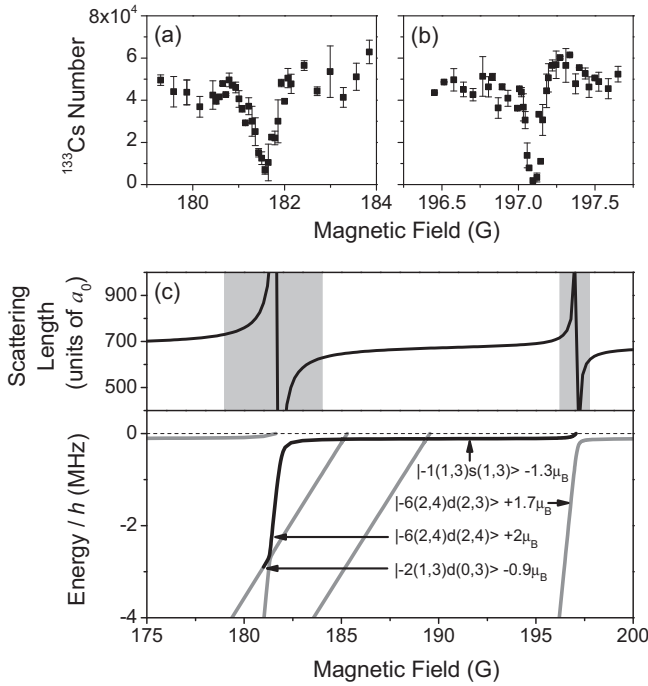 8x10⁴
(a)
(b)
6
4
2
0
¹³³Cs Number
180
182
184
196.5
197.0
197.5
Magnetic Field (G)
Magnetic Field (G)
(c)
900
700
500
Scattering
Length
(units of a₀)
0
-2
-4
Energy / h (MHz)
|-1(1,3)s(1,3)> -1.3μB
|-6(2,4)d(2,3)> +1.7μB
|-6(2,4)d(2,4)> +2μB
|-2(1,3)d(0,3)> -0.9μB
175
180
185
190
195
200
Magnetic Field (G)